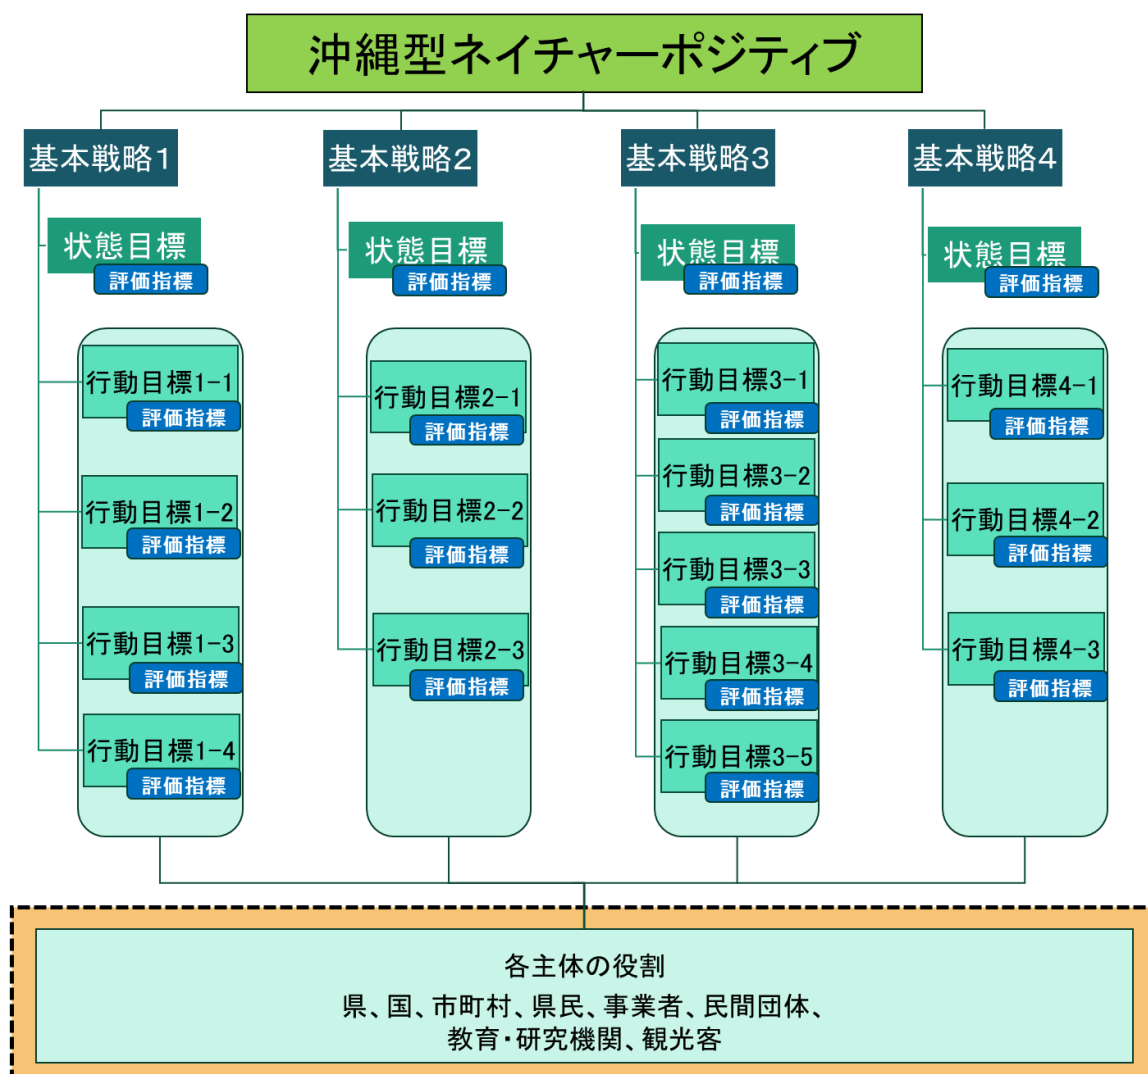 沖縄型ネイチャーポジティブ
基本戦略1
状態目標
評価指標
行動目標1-1
評価指標
行動目標1-2
評価指標
行動目標1-3
評価指標
行動目標1-4
評価指標
基本戦略2
状態目標
評価指標
行動目標2-1
評価指標
行動目標2-2
評価指標
行動目標2-3
評価指標
基本戦略3
状態目標
評価指標
行動目標3-1
評価指標
行動目標3-2
評価指標
行動目標3-3
評価指標
行動目標3-4
評価指標
行動目標3-5
評価指標
基本戦略4
状態目標
評価指標
行動目標4-1
評価指標
行動目標4-2
評価指標
行動目標4-3
評価指標
各主体の役割
県、国、市町村、県民、事業者、民間団体、
教育・研究機関、観光客